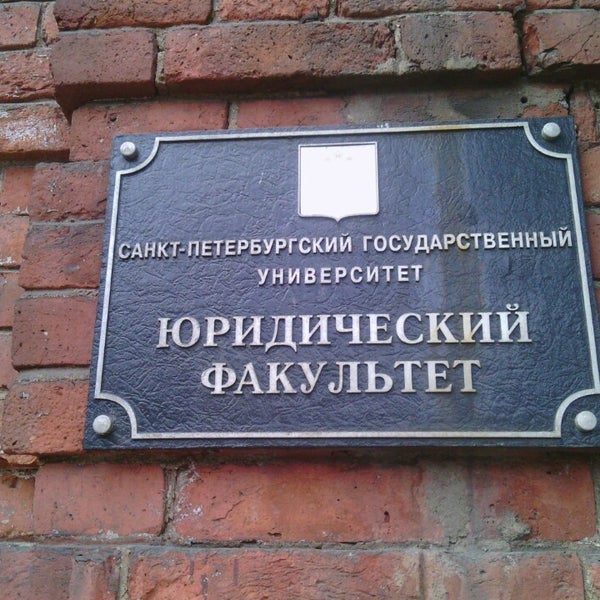 САНКТ-ПЕТЕРБУРГСКИЙ ГОСУДАРСТВЕННЫЙ
УНИВЕРСИТЕТ
ЮРИДИЧЕСКИЙ
ФАКУЛЬТЕТ